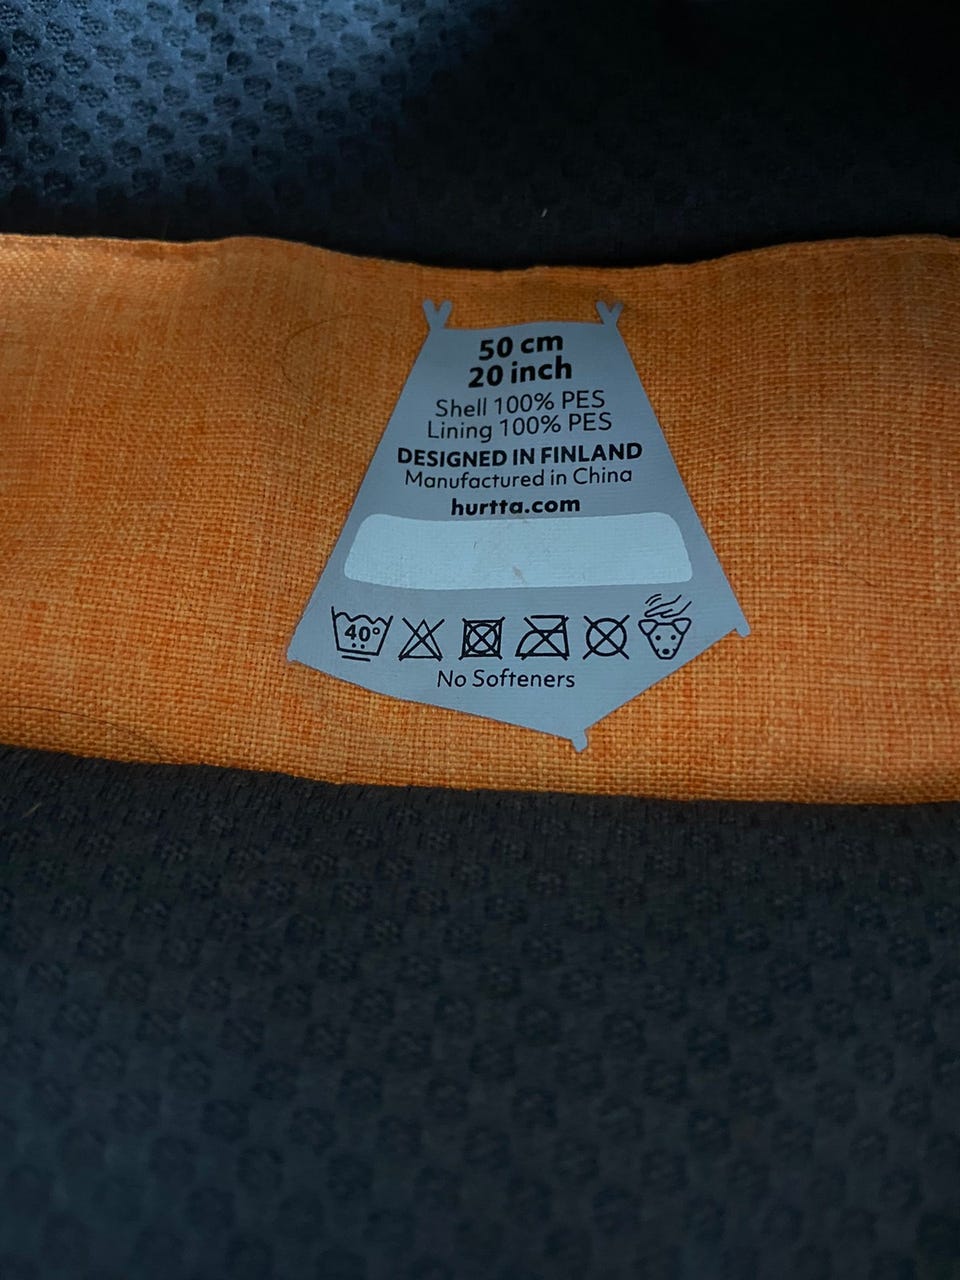 50 cm
20 inch
Shell 100% PES
Lining 100% PES
DESIGNED IN FINLAND
Manufactured in China
hurtta.com
40°
No Softeners